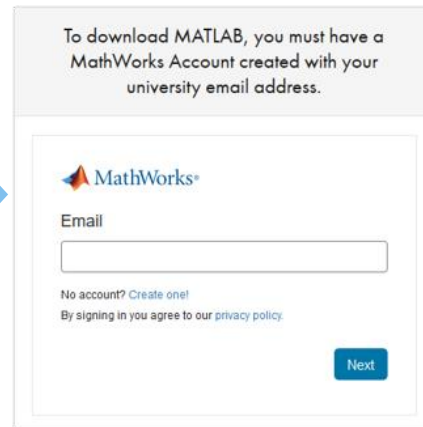 To download MATLAB, you must have a
MathWorks Account created with your
university email address.
MathWorks®
Email
No account? Create one!
By signing in you agree to our privacy policy.
Next